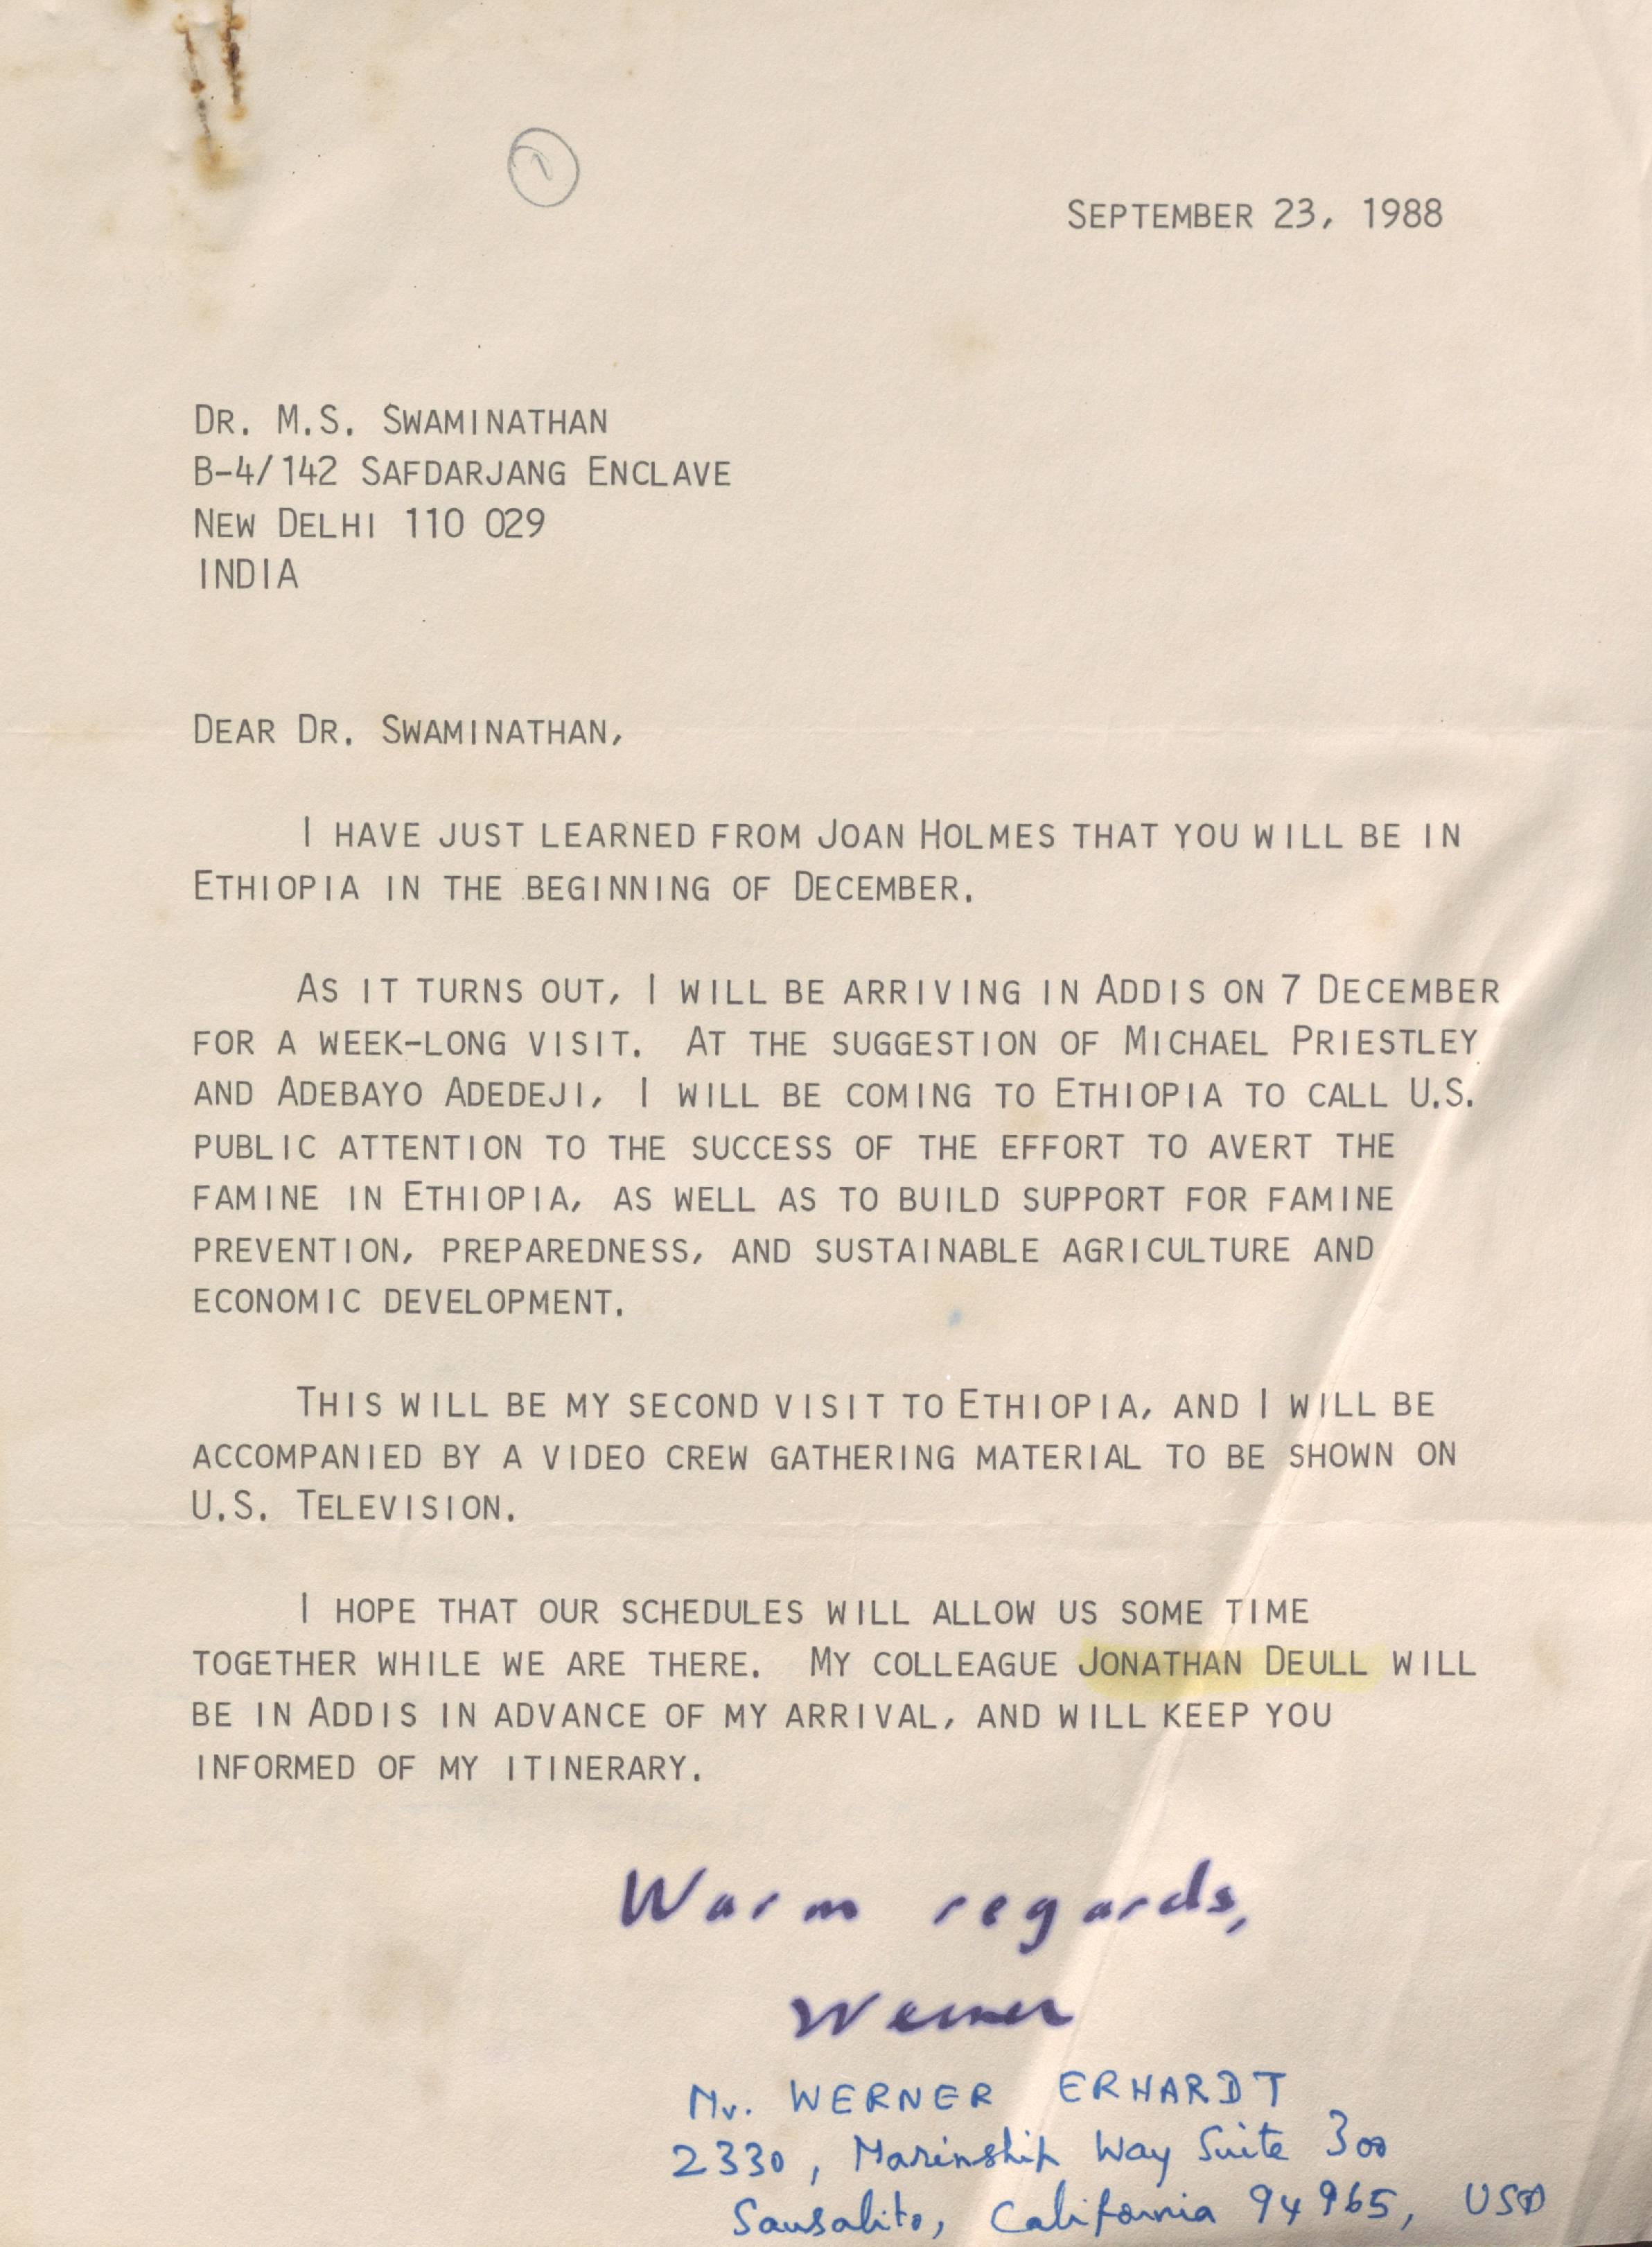 1
SEPTEMBER 23, 1988
DR. M.S. SWAMINATHAN
B-4/142 SAFDARJANG ENCLAVE
NEW DELHI 110 029
INDIA
DEAR DR. SWAMINATHAN,
I HAVE JUST LEARNED FROM JOAN HOLMES THAT YOU WILL BE IN
ETHIOPIA IN THE BEGINNING OF DECEMBER.
AS IT TURNS OUT, I WILL BE ARRIVING IN ADDIS ON 7 DECEMBER
FOR A WEEK-LONG VISIT. AT THE SUGGESTION OF MICHAEL PRIESTLEY
AND ADEBAYO ADEDEJI, I WILL BE COMING TO ETHIOPIA TO CALL U.S.
PUBLIC ATTENTION TO THE SUCCESS OF THE EFFORT TO AVERT THE
FAMINE IN ETHIOPIA, AS WELL AS TO BUILD SUPPORT FOR FAMINE
PREVENTION, PREPAREDNESS, AND SUSTAINABLE AGRICULTURE AND
ECONOMIC DEVELOPMENT.
THIS WILL BE MY SECOND VISIT TO ETHIOPIA, AND I WILL BE
ACCOMPANIED BY A VIDEO CREW GATHERING MATERIAL TO BE SHOWN ON
U.S. TELEVISION.
I HOPE THAT OUR SCHEDULES WILL ALLOW US SOME TIME
TOGETHER WHILE WE ARE THERE. MY COLLEAGUE JONATHAN DEULL WILL
BE IN ADDIS IN ADVANCE OF MY ARRIVAL, AND WILL KEEP YOU
INFORMED OF MY ITINERARY.
Warm regards,
Werner
Mr. WERNER ERHARDT
2330, Marinship Way Suite 300
Sausalito, California 94965, USA